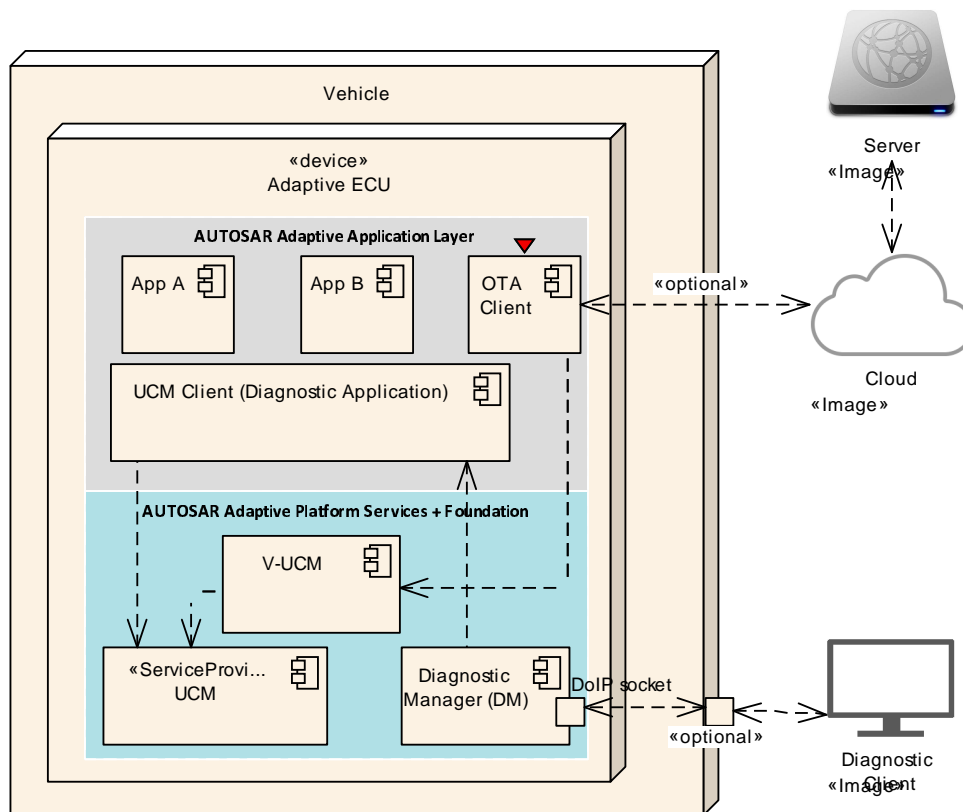 Vehicle
Server
«Image»
«device»
Adaptive ECU
AUTOSAR Adaptive Application Layer
App A
App B
OTA
Client
«optional»
UCM Client (Diagnostic Application)
Cloud
«Image»
AUTOSAR Adaptive Platform Services + Foundation
V-UCM
«ServiceProvi...
UCM
Diagnostic
Manager (DM)
DoIP socket
«optional»
Diagnostic
Client
«Image»